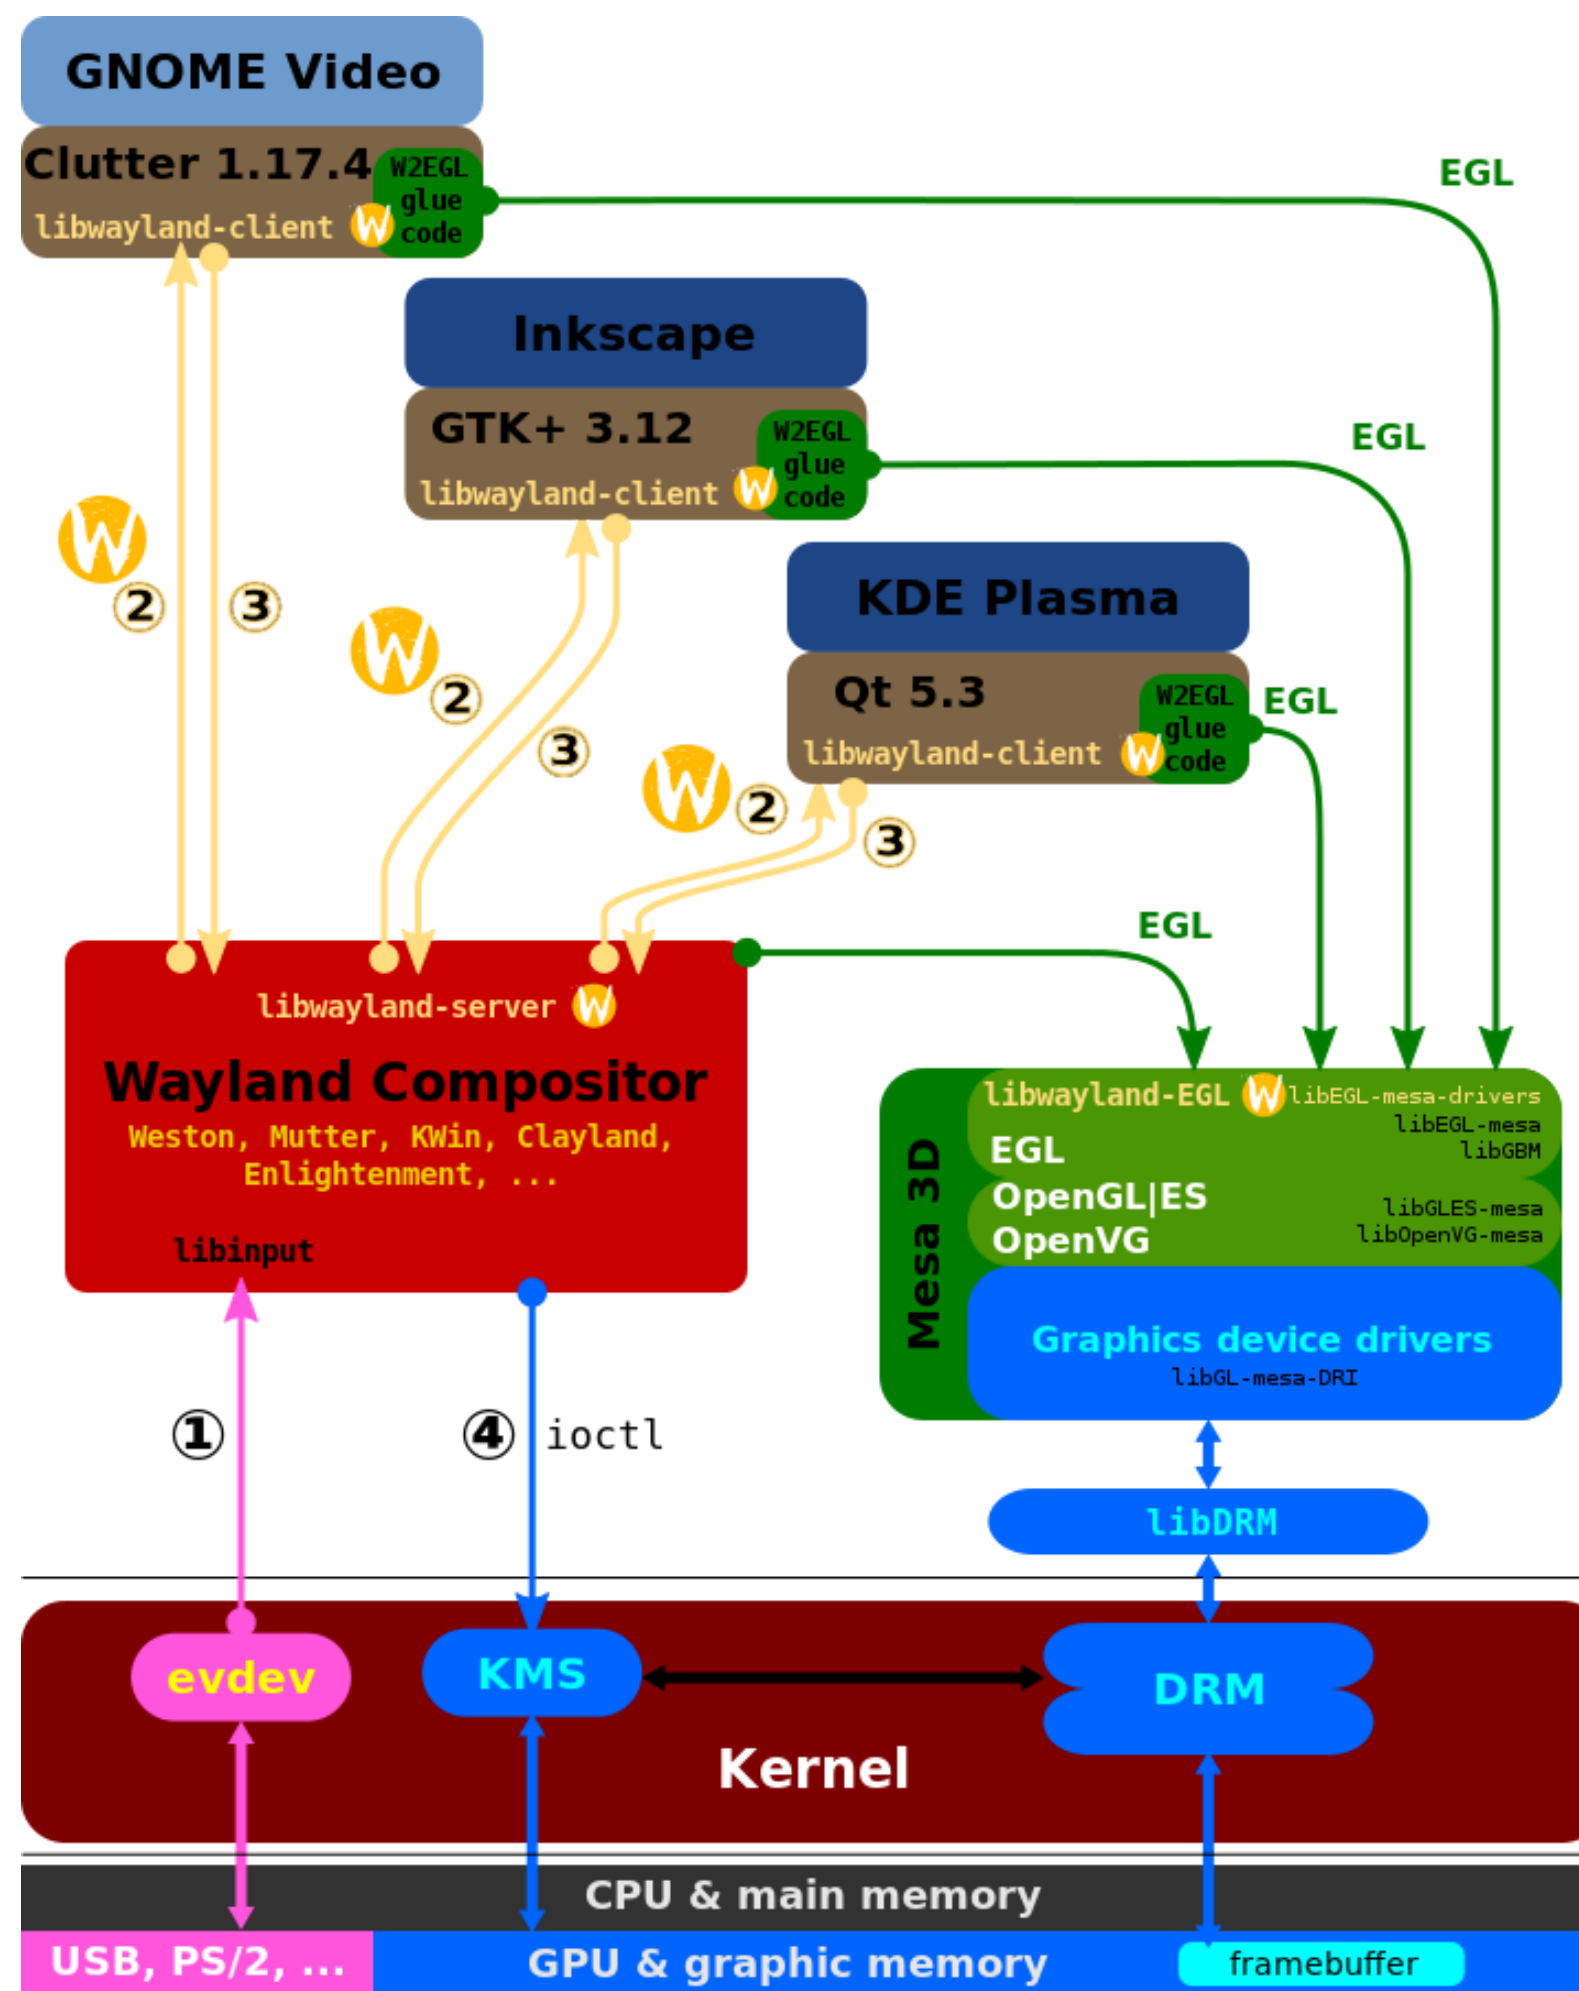 GNOME Video
Clutter 1.17.4
libwayland-client
W
W2EGL
glue
code
EGL
Inkscape
GTK+ 3.12
libwayland-client
W
W2EGL
glue
code
EGL
KDE Plasma
Qt 5.3
libwayland-client
W
W2EGL
glue
code
EGL
W
② ③
W
②
③
W
②
③
EGL
libwayland-server W
Wayland Compositor
Weston, Mutter, KWin, Clayland,
Enlightenment, ...
libinput
Mesa 3D
libwayland-EGL W libEGL-mesa-drivers
libEGL-mesa
EGL
libGBM
OpenGL|ES
libGLES-mesa
OpenVG
libOpenVG-mesa
Graphics device drivers
libGL-mesa-DRI
①
④ ioctl
libDRM
evdev
KMS
DRM
Kernel
CPU & main memory
USB, PS/2, ...
GPU & graphic memory
framebuffer